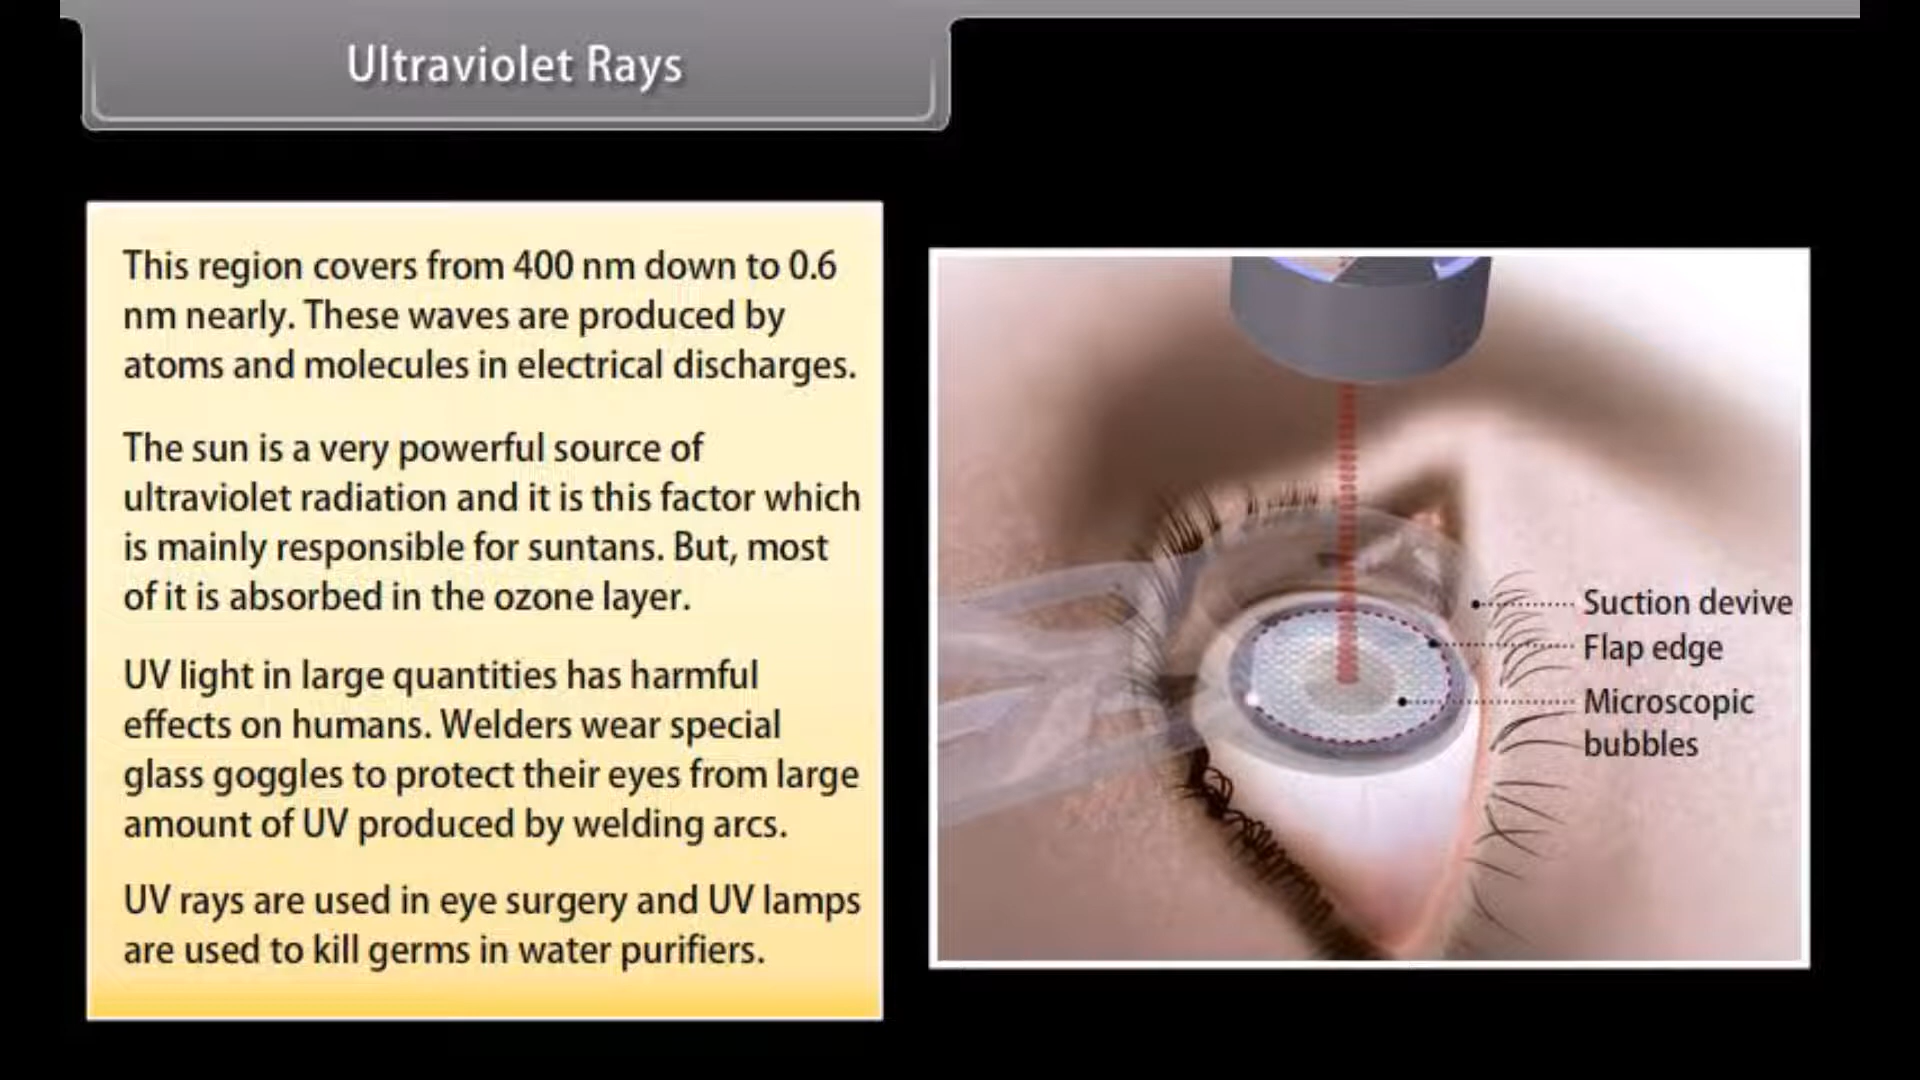 Ultraviolet Rays
This region covers from 400 nm down to 0.6
nm nearly. These waves are produced by
atoms and molecules in electrical discharges.
The sun is a very powerful source of
ultraviolet radiation and it is this factor which
is mainly responsible for suntans. But, most
of it is absorbed in the ozone layer.
UV light in large quantities has harmful
effects on humans. Welders wear special
glass goggles to protect their eyes from large
amount of UV produced by welding arcs.
UV rays are used in eye surgery and UV lamps
are used to kill germs in water purifiers.
Suction devive
Flap edge
Microscopic
bubbles